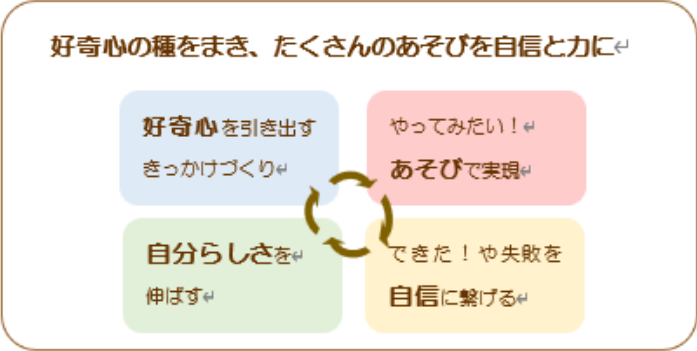 好奇心の種をまき、たくさんのあそびを自信と力に
好奇心を引き出す
きっかけづくり
やってみたい！
あそびで実現
自分らしさを
伸ばす
できた！や失敗を
自信に繋げる